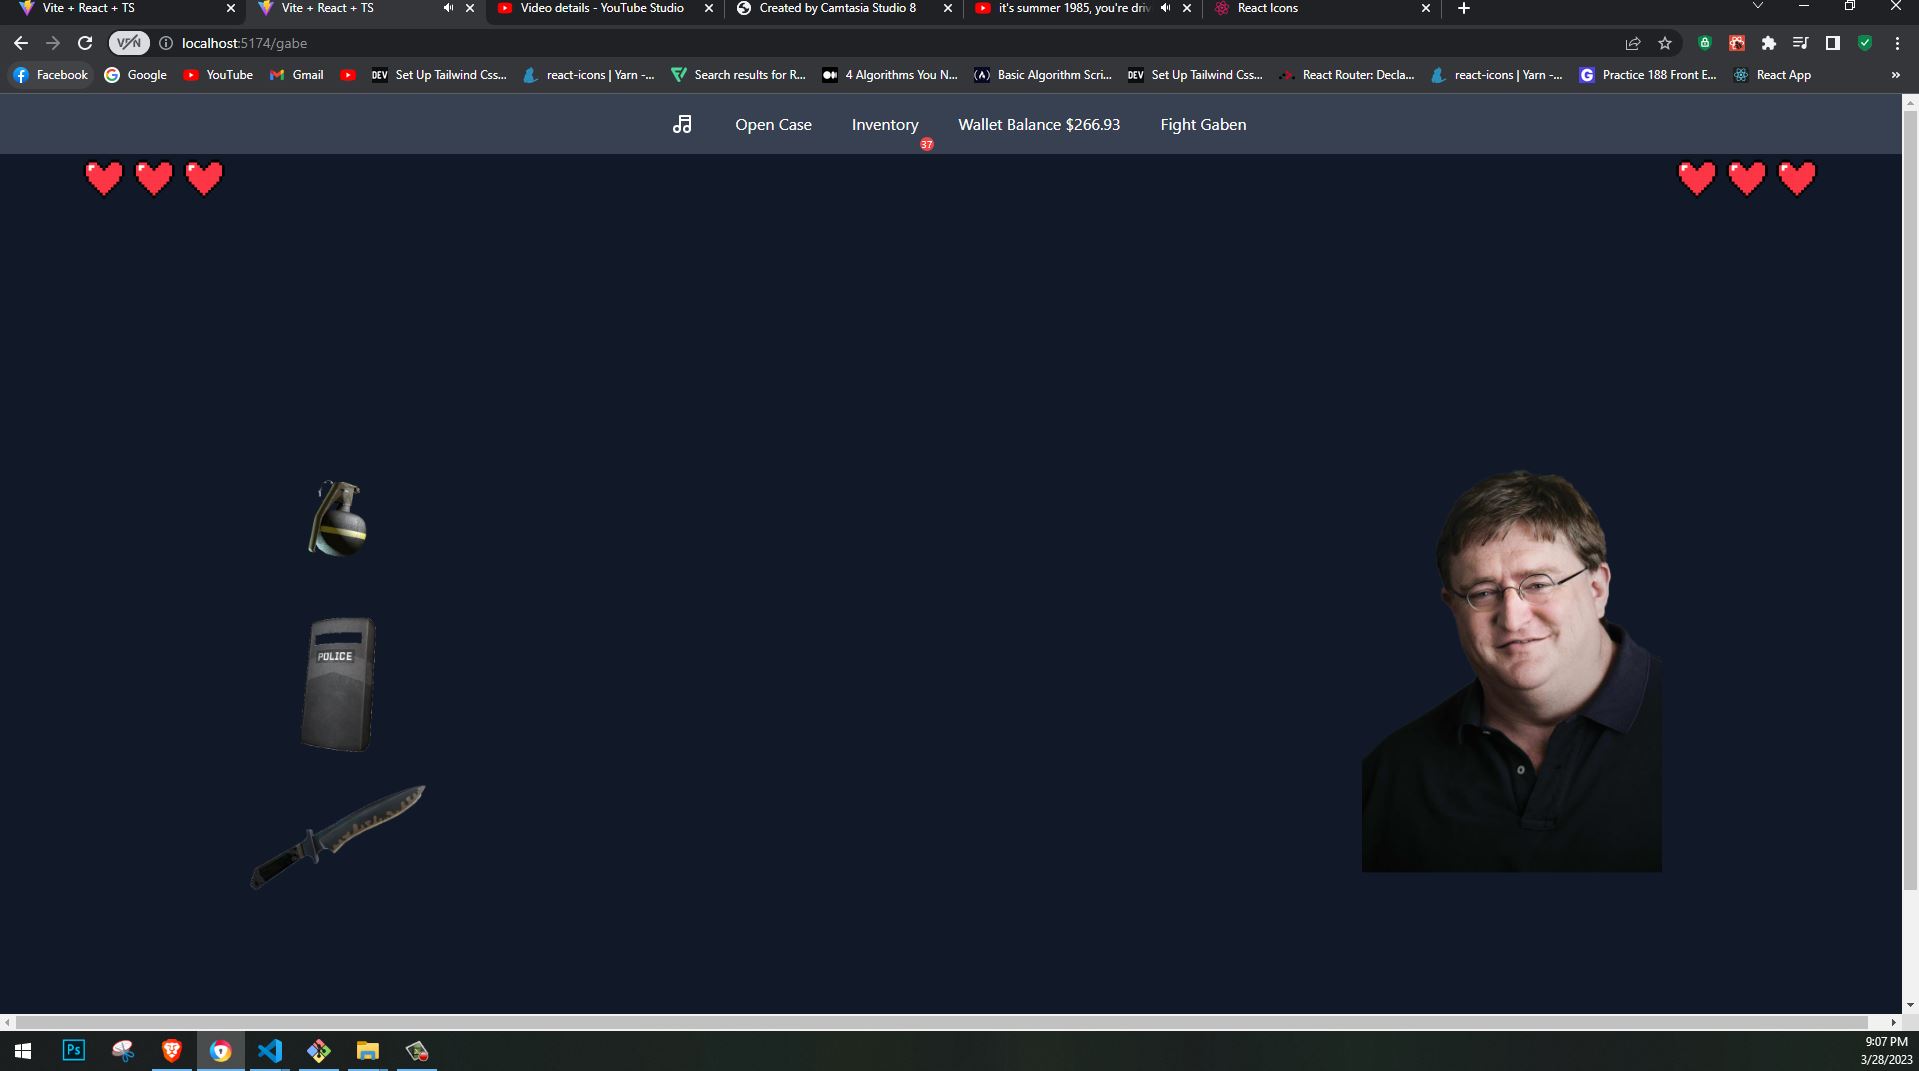 Vite + React + TS
Vite + React + TS
Video details - YouTube Studio
Created by Camtasia Studio 8
it's summer 1985, you're driv
React Icons
VPN
localhost:5174/gabe
Facebook
Google
YouTube
Gmail
DEV
Set Up Tailwind Css...
react-icons | Yarn -...
Search results for R...
4 Algorithms You N...
(A)
Basic Algorithm Scri...
DEV
Set Up Tailwind Css...
React Router: Decla...
react-icons | Yarn -...
G
Practice 188 Front E...
React App
»
Open Case
Inventory
37
Wallet Balance $266.93
Fight Gaben
POLICE
Ps
9:07 PM
3/28/2023